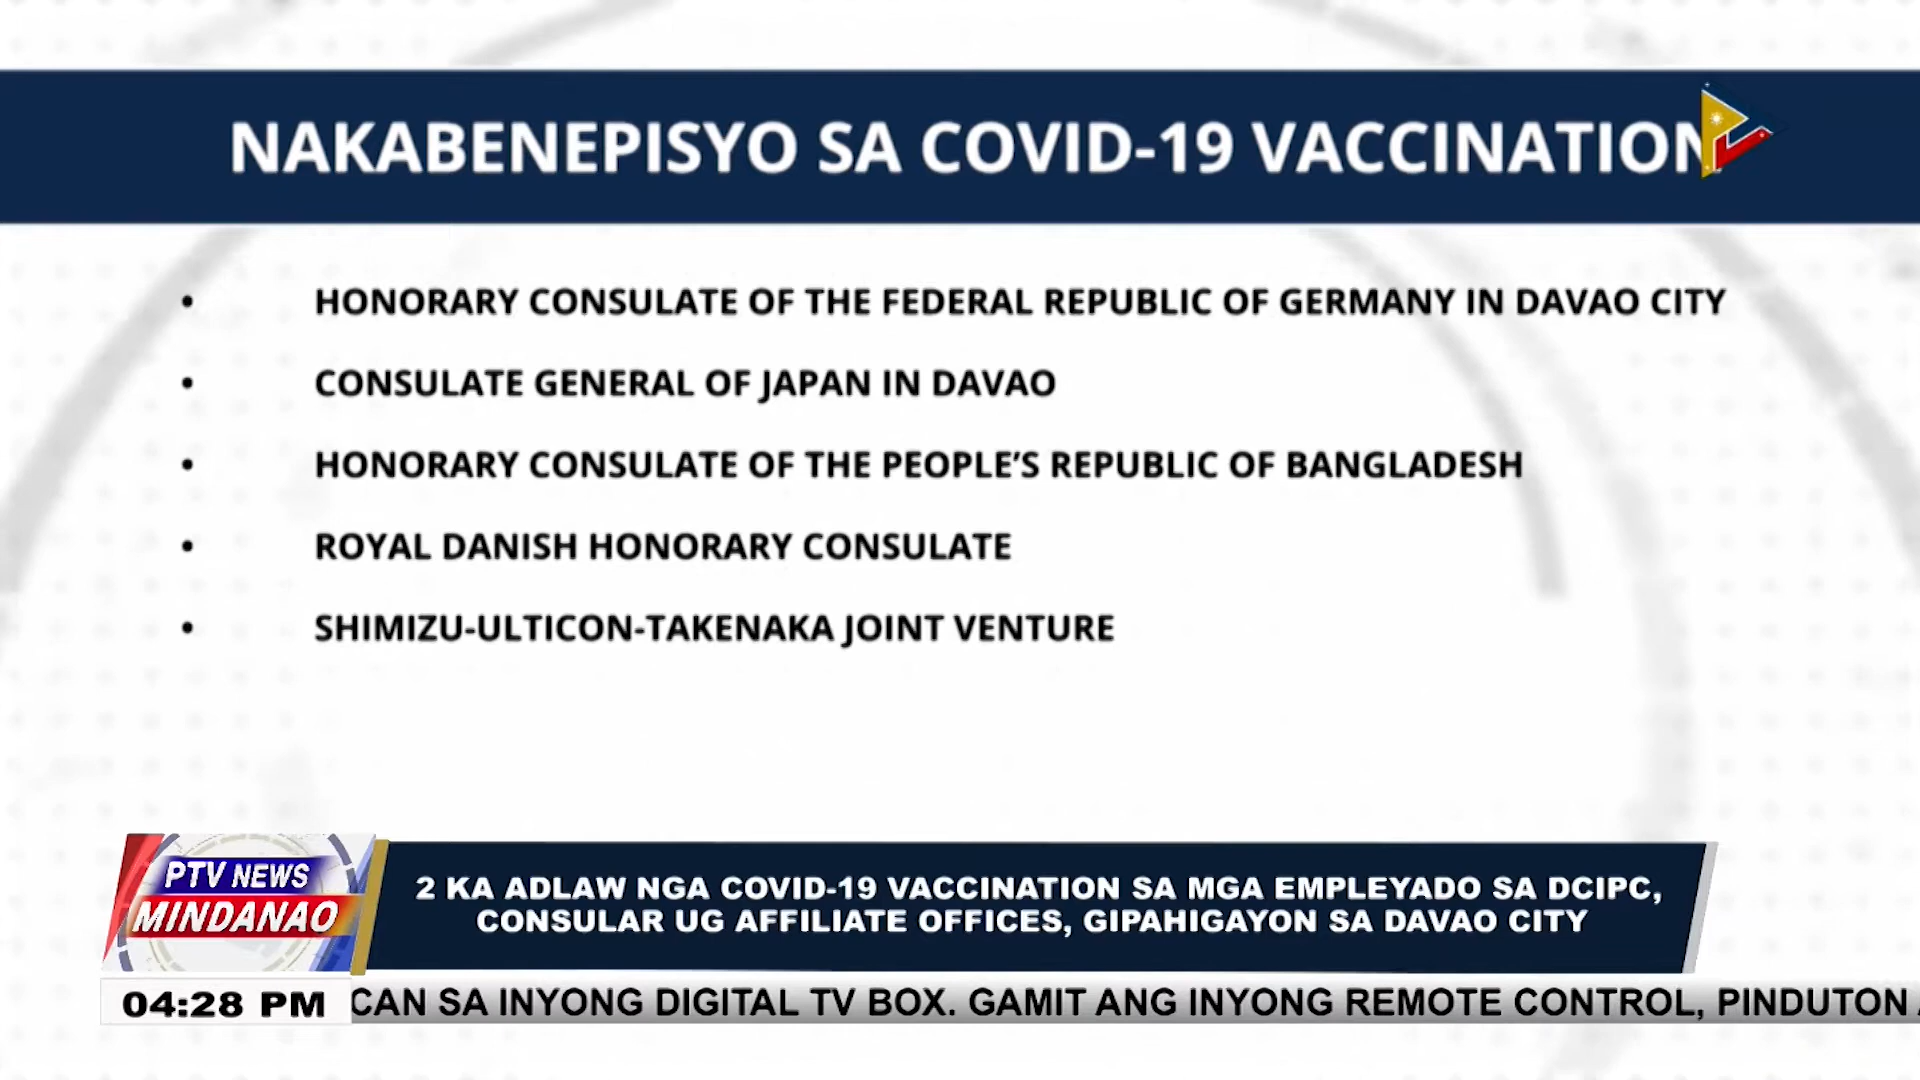 NAKABENEPISYO SA COVID-19 VACCINATION
• HONORARY CONSULATE OF THE FEDERAL REPUBLIC OF GERMANY IN DAVAO CITY
• CONSULATE GENERAL OF JAPAN IN DAVAO
• HONORARY CONSULATE OF THE PEOPLE’S REPUBLIC OF BANGLADESH
• ROYAL DANISH HONORARY CONSULATE
• SHIMIZU-ULTICON-TAKENAKA JOINT VENTURE
PTV NEWS
MINDANAO
2 KA ADLAW NGA COVID-19 VACCINATION SA MGA EMPLEYADO SA DCIPC,
CONSULAR UG AFFILIATE OFFICES, GIPAHIGAYON SA DAVAO CITY
04:28 PM
CAN SA INYONG DIGITAL TV BOX. GAMIT ANG INYONG REMOTE CONTROL, PINDUTON